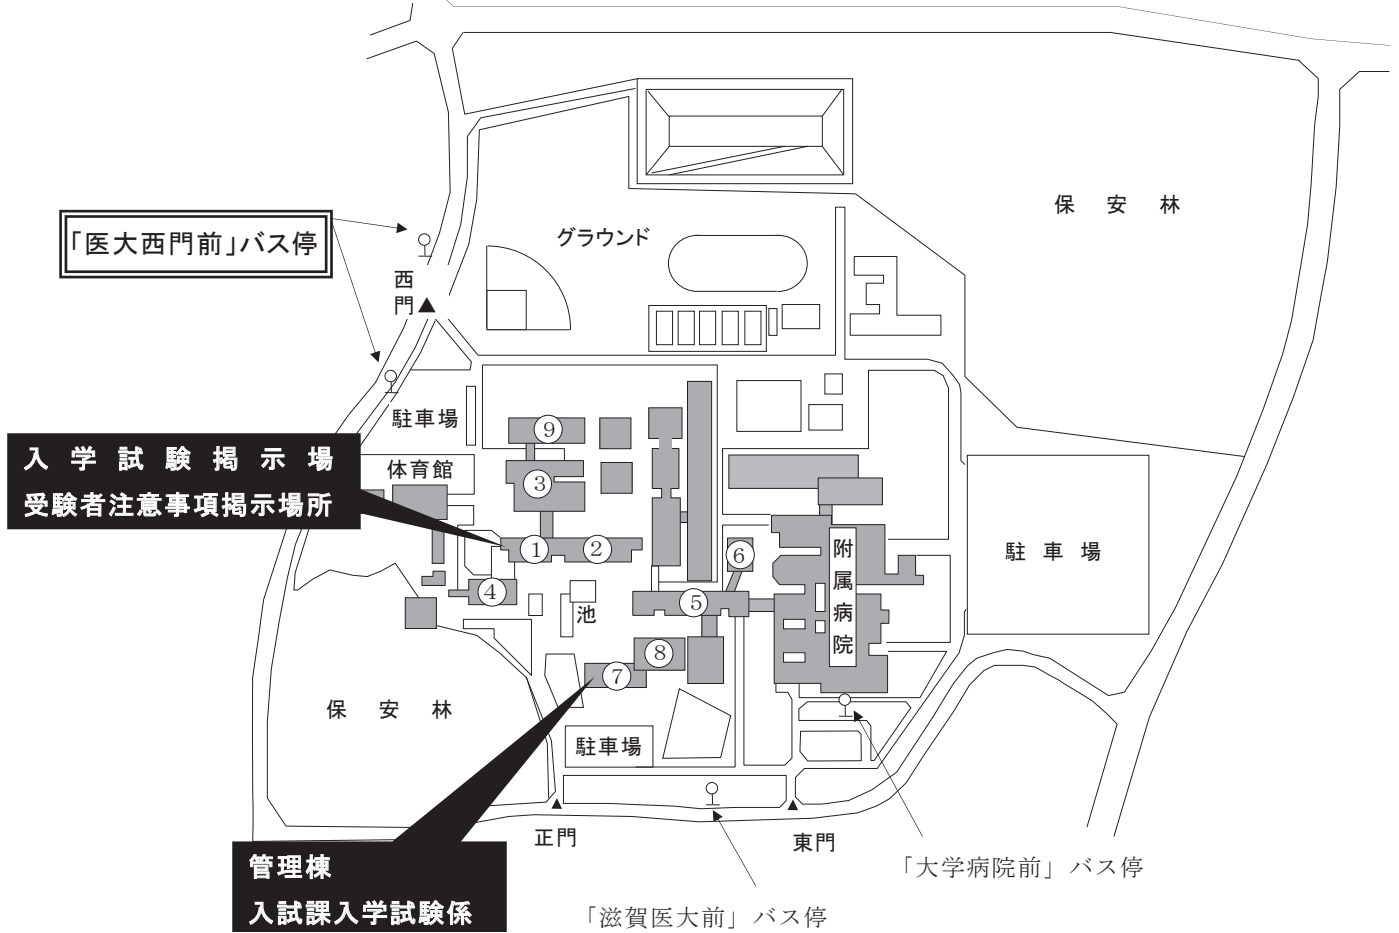 保安林
「医大西門前」バス停
グラウンド
西
門
駐車場
入学試験掲示場
受験者注意事項掲示場所
体育館
⑨
③
①
②
④
⑥
⑤
附
属
病
院
駐車場
池
⑧
⑦
保安林
駐車場
正門
東門
管理棟
入試課入学試験係
「大学病院前」バス停
「滋賀医大前」バス停